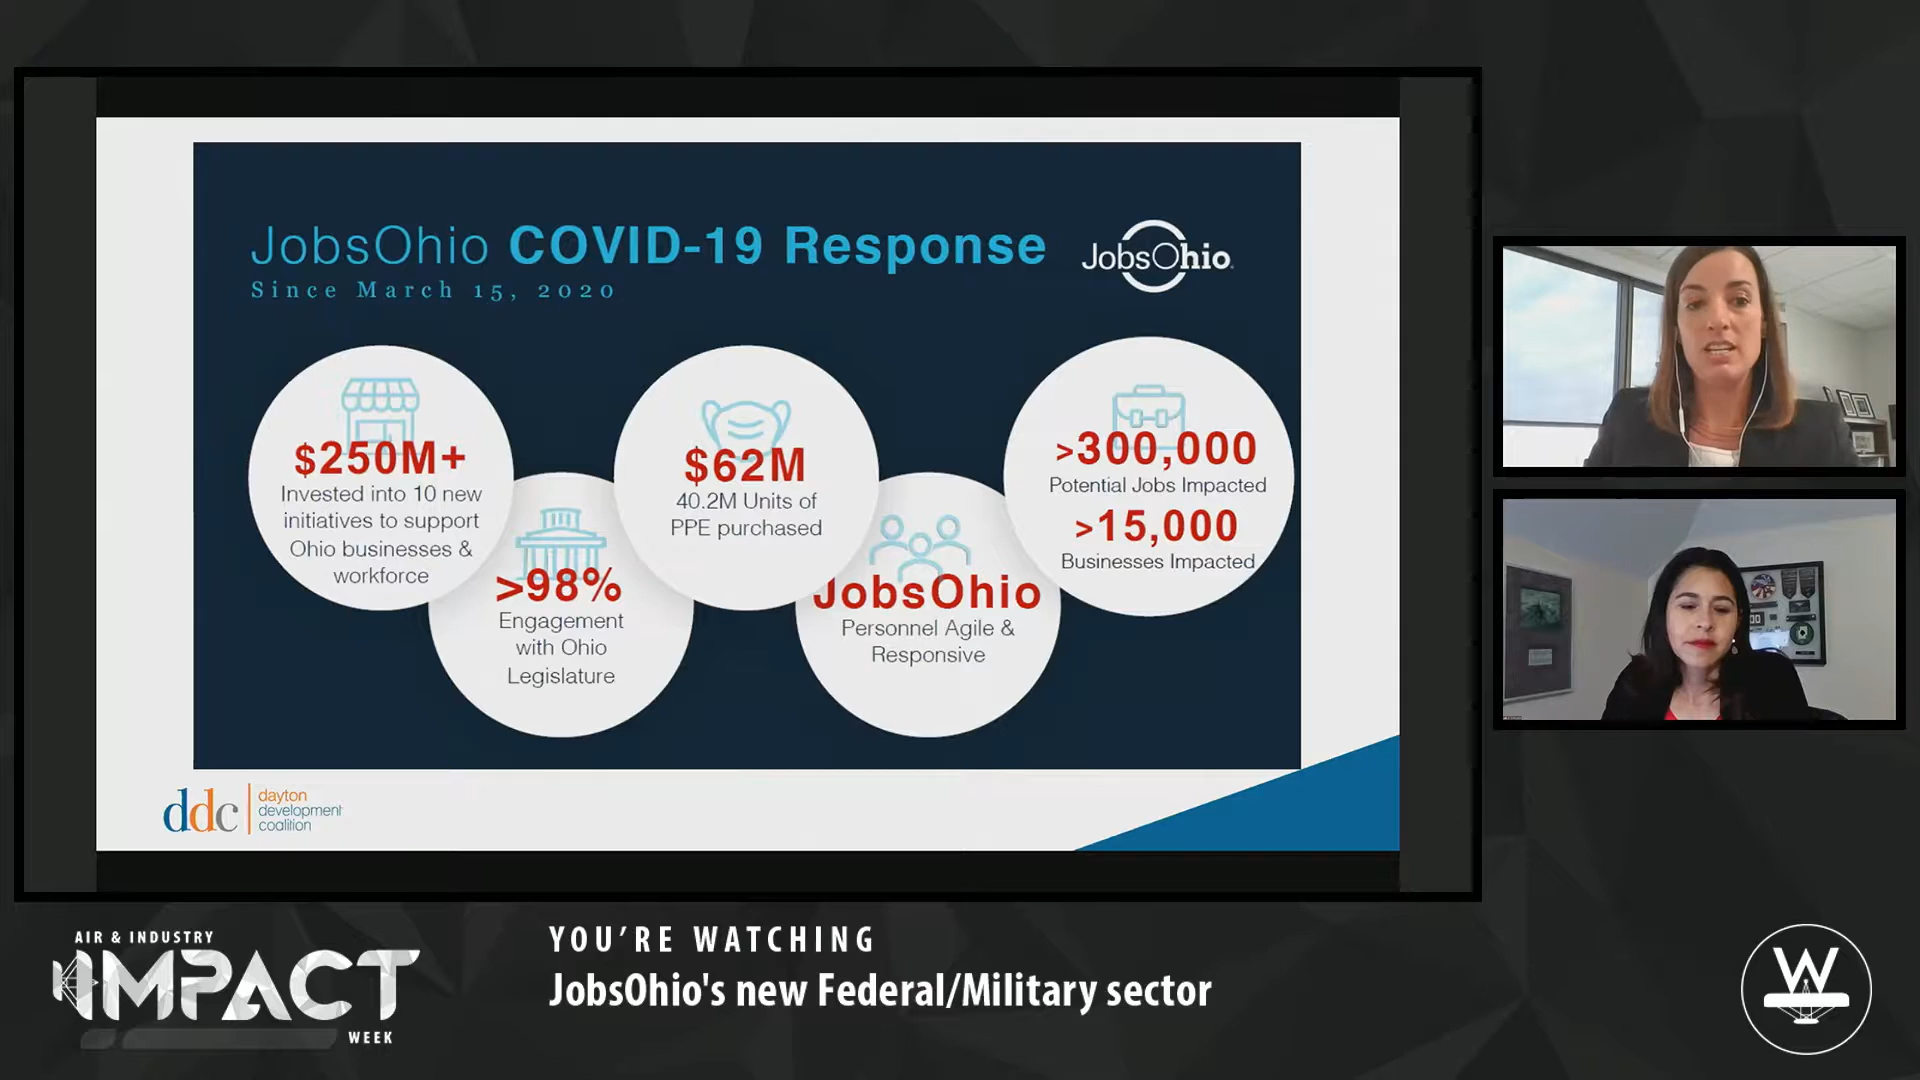 JobsOhio COVID-19 Response
Since March 15, 2020
JobsOhio
$250M+
Invested into 10 new
initiatives to support
Ohio businesses &
workforce
>98%
Engagement
with Ohio
Legislature
$62M
40.2M Units of
PPE purchased
JobsOhio
Personnel Agile &
Responsive
>300,000
Potential Jobs Impacted
>15,000
Businesses Impacted
ddc
dayton
development
coalition
AIR & INDUSTRY
IMPACT
WEEK
YOU'RE WATCHING
JobsOhio's new Federal/Military sector
W